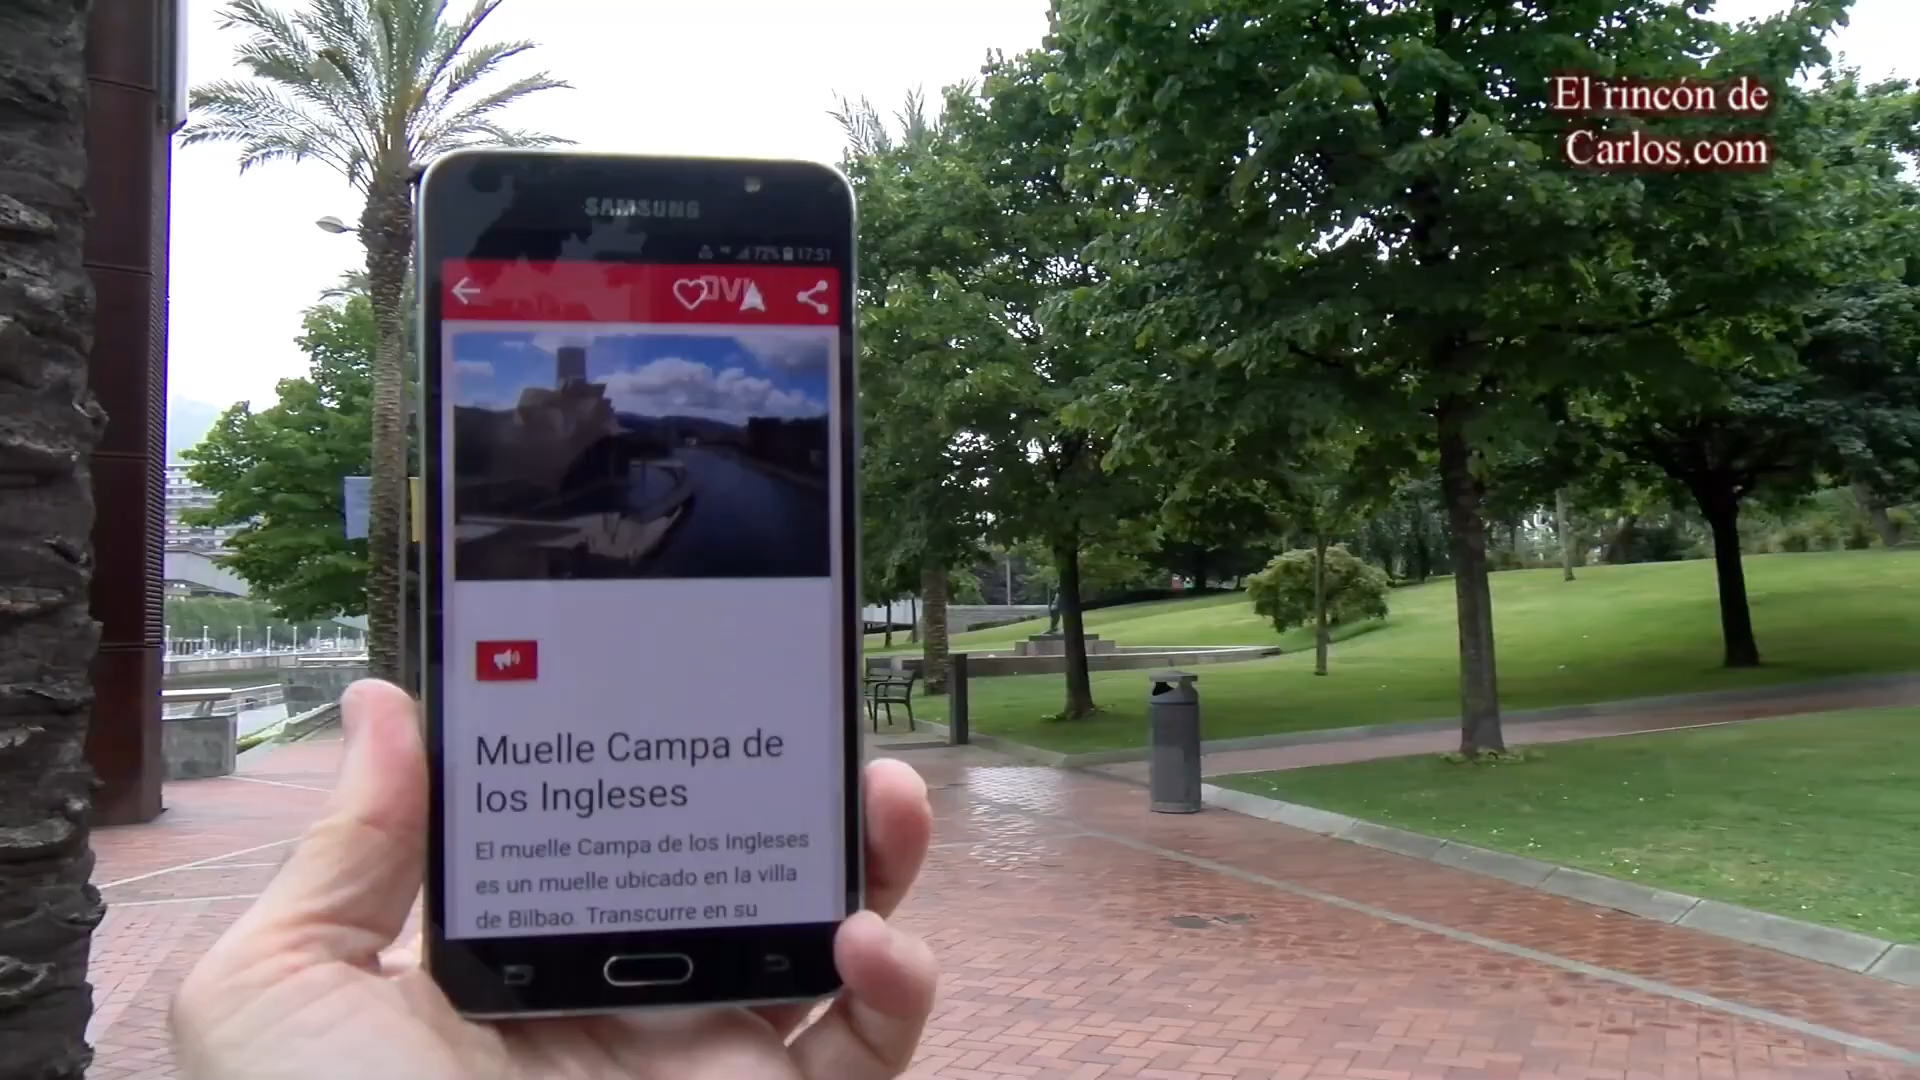 El rincón de
Carlos.com
SAMSUNG
72% 17:51
Muelle Campa de
los Ingleses
El muelle Campa de los Ingleses
es un muelle ubicado en la villa
de Bilbao. Transcurre en su